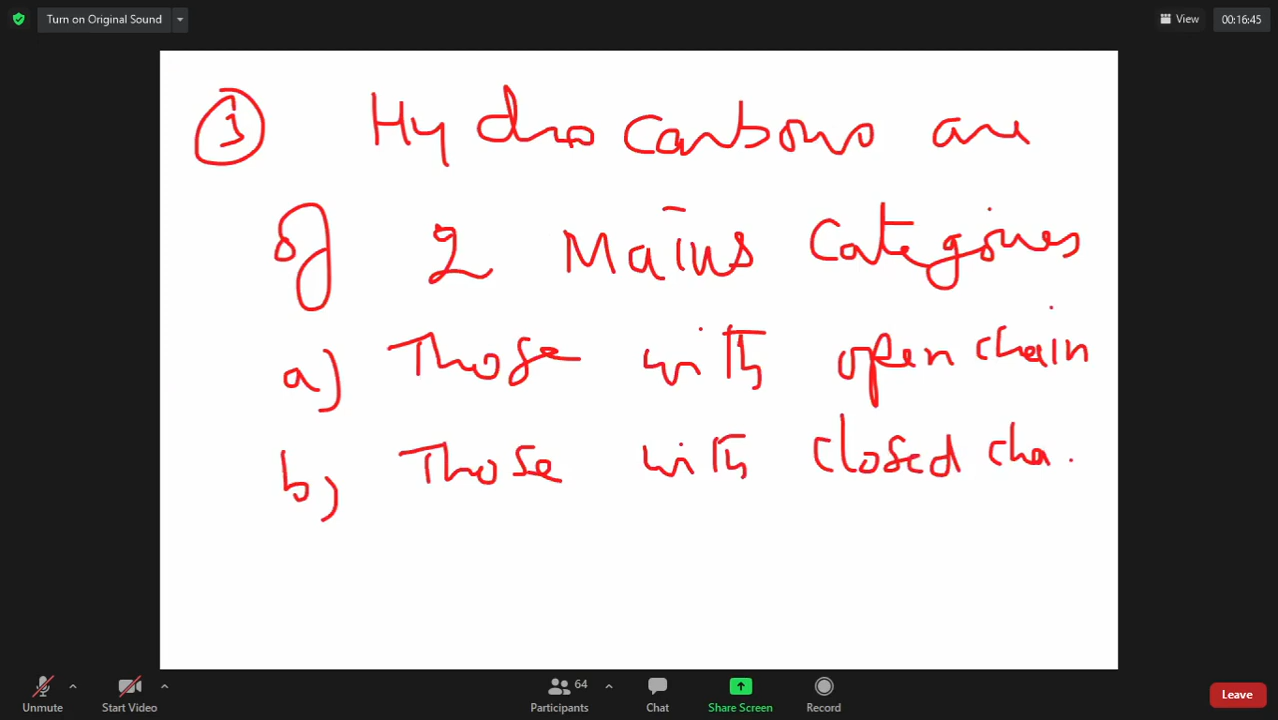 Turn on Original Sound
View
00:16:45
① Hydrocarbons are
of 2 Mains Categories
a) Those with open chain
b) Those with closed cha.
Unmute
Start Video
64
Participants
Chat
Share Screen
Record
Leave